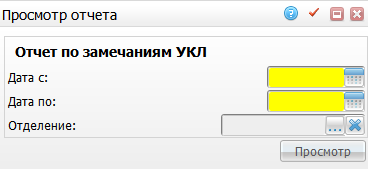 Просмотр отчета
Отчет по замечаниям УКЛ
Дата с:
Дата по:
Отделение:
...
Просмотр